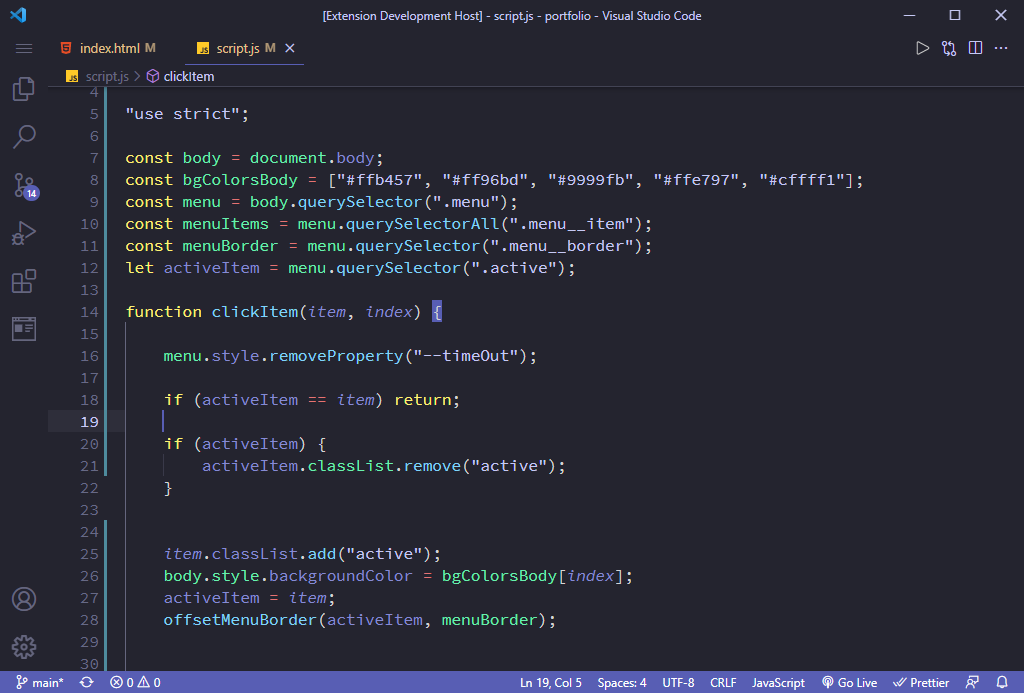 [Extension Development Host] - script.js - portfolio - Visual Studio Code
index.html M JS script.js M
JS script.js > clickItem
4
5 "use strict";
6
7 const body = document.body;
8 const bgColorsBody = ["#ffb457", "#ff96bd", "#9999fb", "#ffe797", "#cffff1"];
9 const menu = body.querySelector(".menu");
10 const menuItems = menu.querySelectorAll(".menu__item");
11 const menuBorder = menu.querySelector(".menu__border");
12 let activeItem = menu.querySelector(".active");
13
14 function clickItem(item, index) {
15
16 menu.style.removeProperty("--timeOut");
17
18 if (activeItem == item) return;
19
20 if (activeItem) {
21 activeItem.classList.remove("active");
22 }
23
24
25 item.classList.add("active");
26 body.style.backgroundColor = bgColorsBody[index];
27 activeItem = item;
28 offsetMenuBorder(activeItem, menuBorder);
29
30
14
main* 0 0 Ln 19, Col 5 Spaces: 4 UTF-8 CRLF JavaScript Go Live Prettier